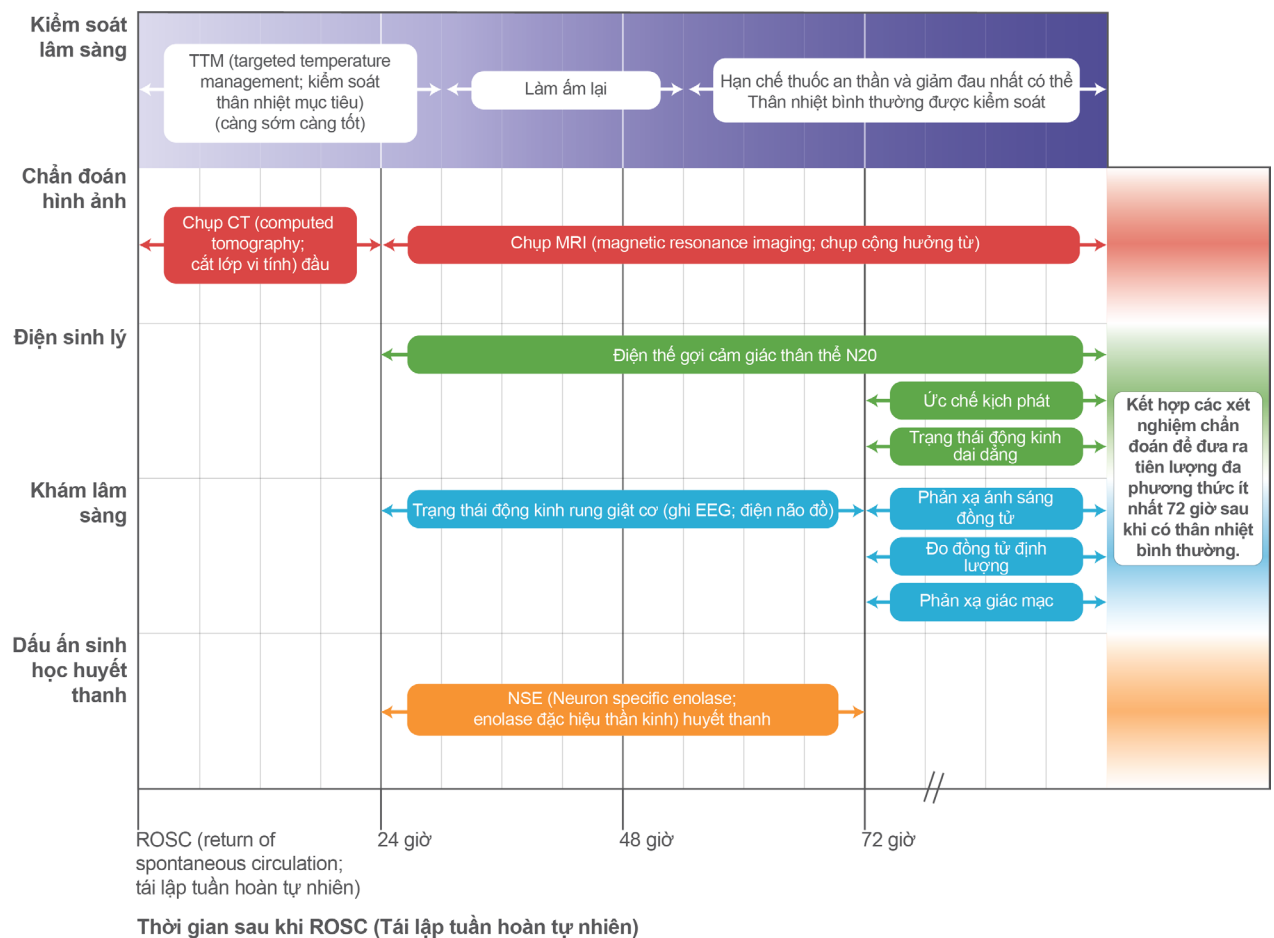 Kiểm soát
lâm sàng
TTM (targeted temperature
management; kiểm soát
thân nhiệt mục tiêu)
(càng sớm càng tốt)
Làm ấm lại
Hạn chế thuốc an thần và giảm đau nhất có thể
Thân nhiệt bình thường được kiểm soát
Chẩn đoán
hình ảnh
Chụp CT (computed
tomography;
cắt lớp vi tính) đầu
Chụp MRI (magnetic resonance imaging; chụp cộng hưởng từ)
Điện sinh lý
Điện thế gợi cảm giác thân thể N20
Ức chế kịch phát
Trạng thái động kinh
dai dẳng
Khám lâm
sàng
Trạng thái động kinh rung giật cơ (ghi EEG; điện não đồ)
Phản xạ ánh sáng
đồng tử
Đo đồng tử định
lượng
Phản xạ giác mạc
Kết hợp các xét
nghiệm chẩn
đoán để đưa ra
tiên lượng đa
phương thức ít
nhất 72 giờ sau
khi có thân nhiệt
bình thường.
Dấu ấn sinh
học huyết
thanh
NSE (Neuron specific enolase;
enolase đặc hiệu thần kinh) huyết thanh
ROSC (return of
spontaneous circulation;
tái lập tuần hoàn tự nhiên)
24 giờ
48 giờ
72 giờ
Thời gian sau khi ROSC (Tái lập tuần hoàn tự nhiên)